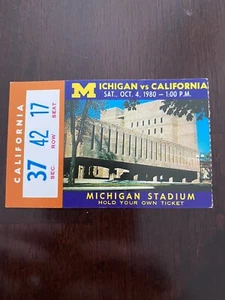 CALIFORNIA
37 42 17
SEC. ROW SEAT
MICHIGAN vs CALIFORNIA
SAT., OCT. 4, 1980 — 1:00 P.M.
MICHIGAN STADIUM
HOLD YOUR OWN TICKET